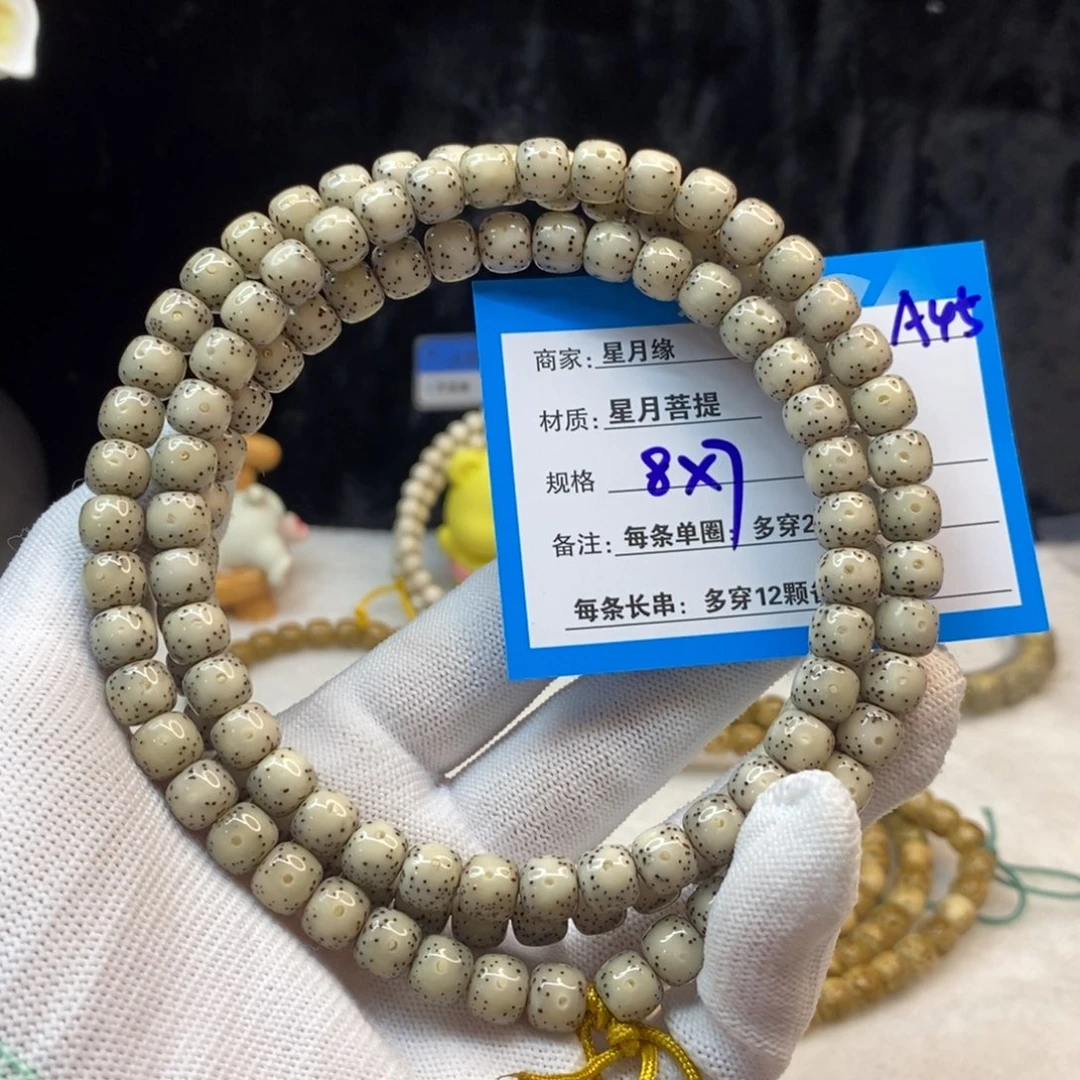 A45
商家：星月缘
材质：星月菩提
规格 8X7
备注：每条单圈：多穿2
每条长串：多穿12颗